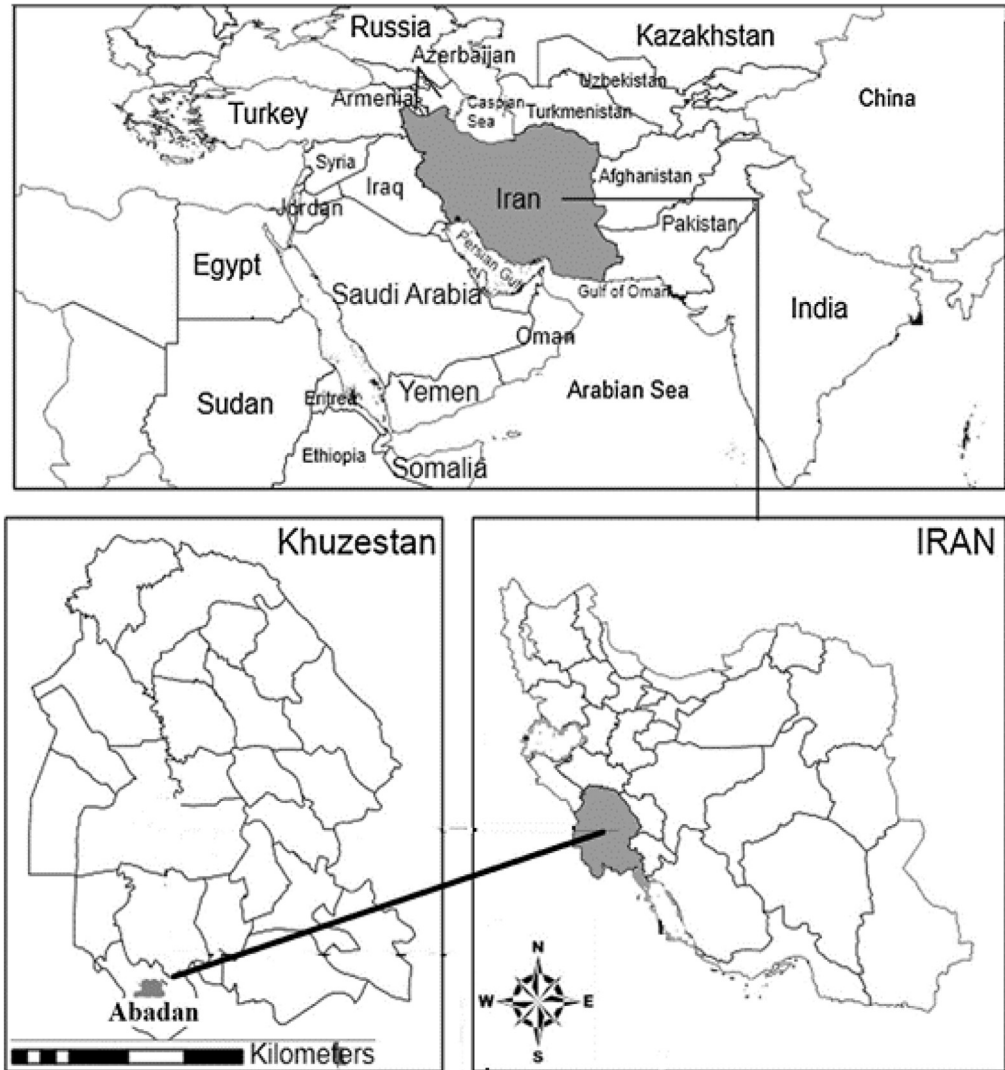 Russia
Kazakhstan
Azerbaijan
Uzbekistan
Armenia
Caspian
Sea
Turkmenistan
China
Turkey
Syria
Iraq
Iran
Afghanistan
Jordan
Pakistan
Egypt
Persian Gulf
Saudi Arabia
Gulf of Oman
India
Oman
Sudan
Eritrea
Yemen
Arabian Sea
Ethiopia
Somalia
Khuzestan
IRAN
N
W
E
S
Abadan
Kilometers